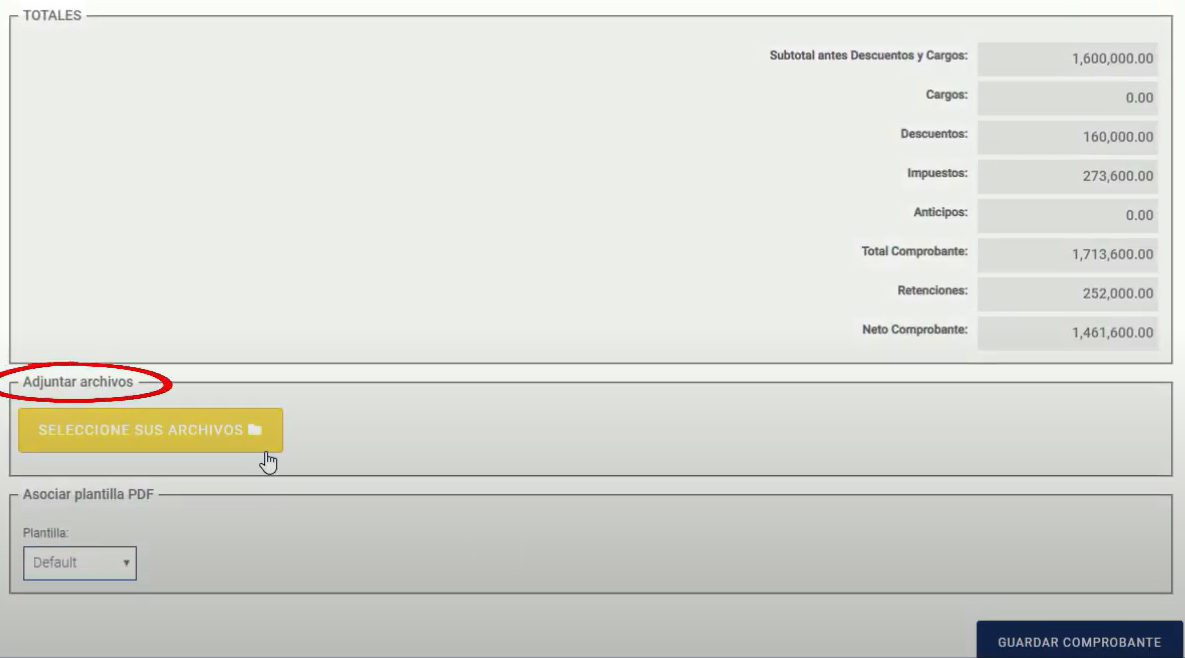 TOTALES
Subtotal antes Descuentos y Cargos: 1,600,000.00
Cargos: 0.00
Descuentos: 160,000.00
Impuestos: 273,600.00
Anticipos: 0.00
Total Comprobante: 1,713,600.00
Retenciones: 252,000.00
Neto Comprobante: 1,461,600.00
Adjuntar archivos
SELECCIONE SUS ARCHIVOS
Asociar plantilla PDF
Plantilla:
Default
GUARDAR COMPROBANTE